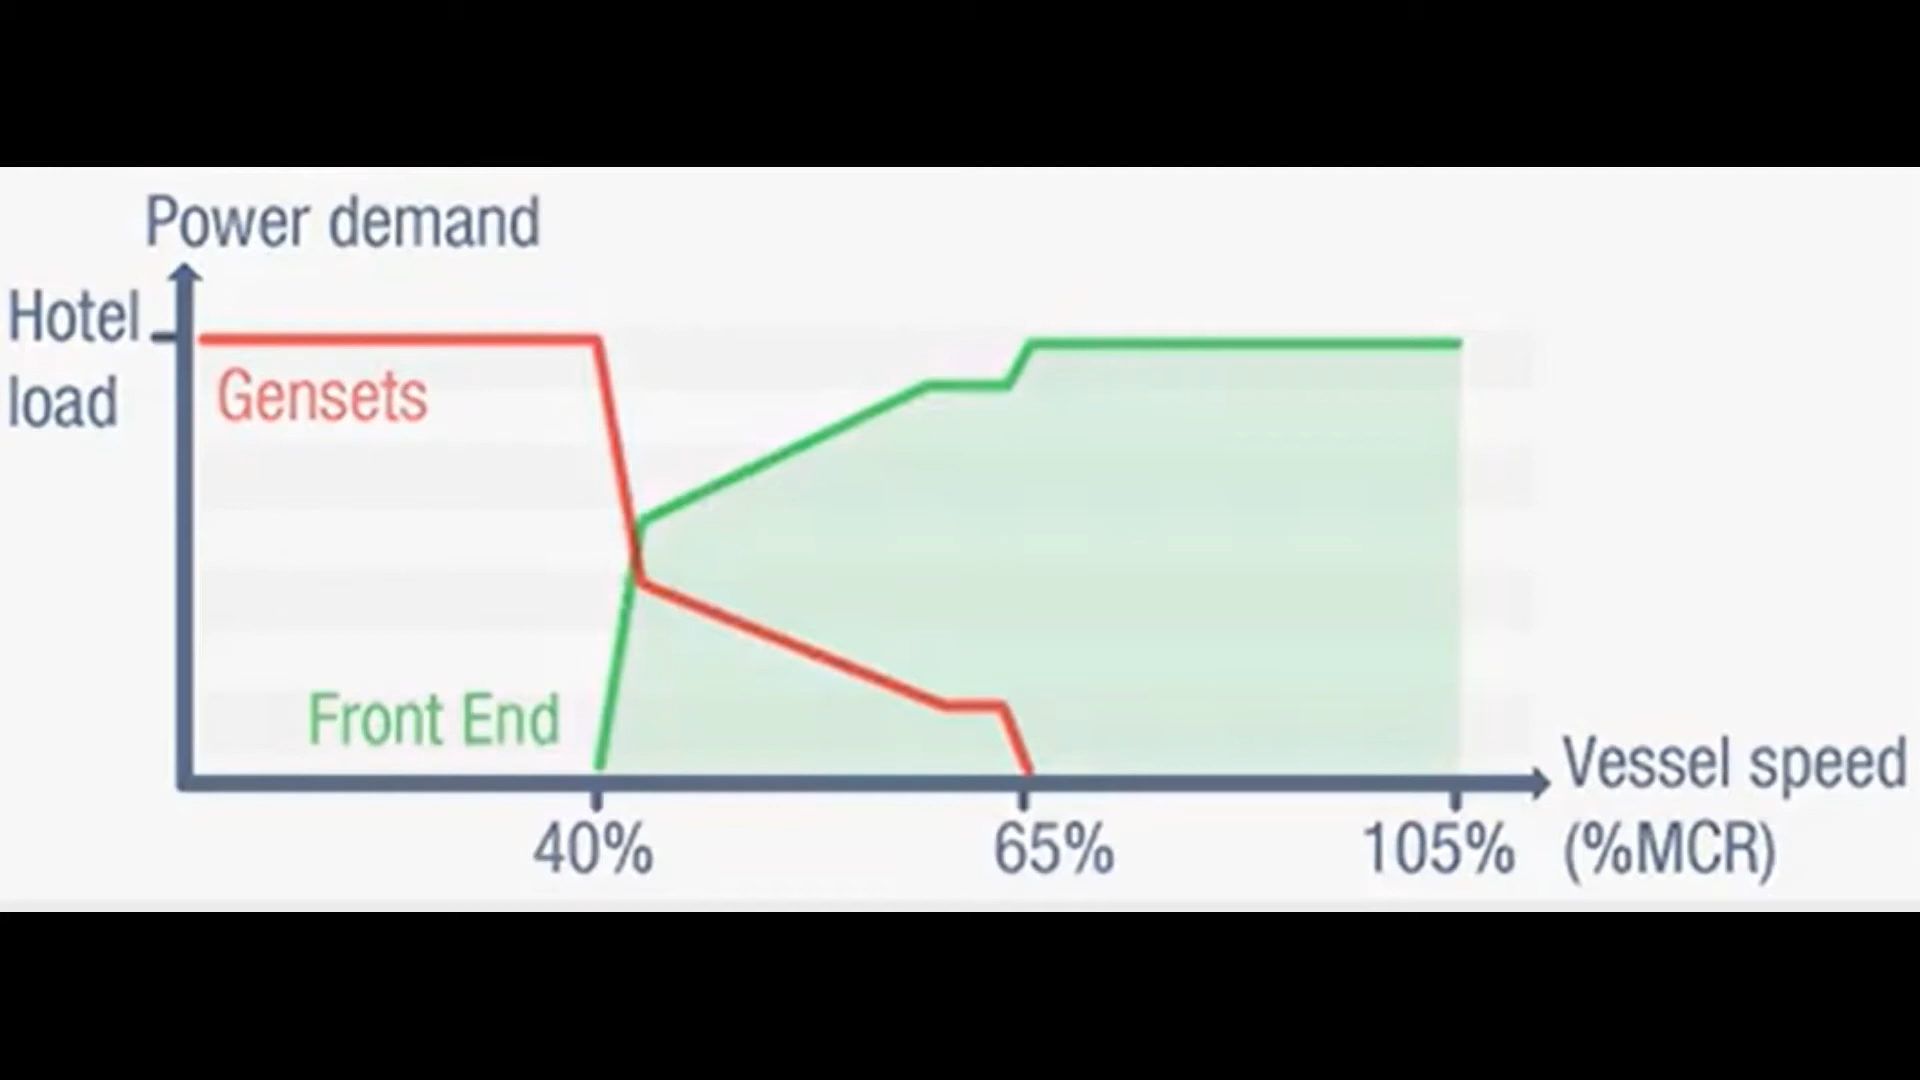 Power demand
Hotel
load
Gensets
Front End
Vessel speed
(%MCR)
40%
65%
105%